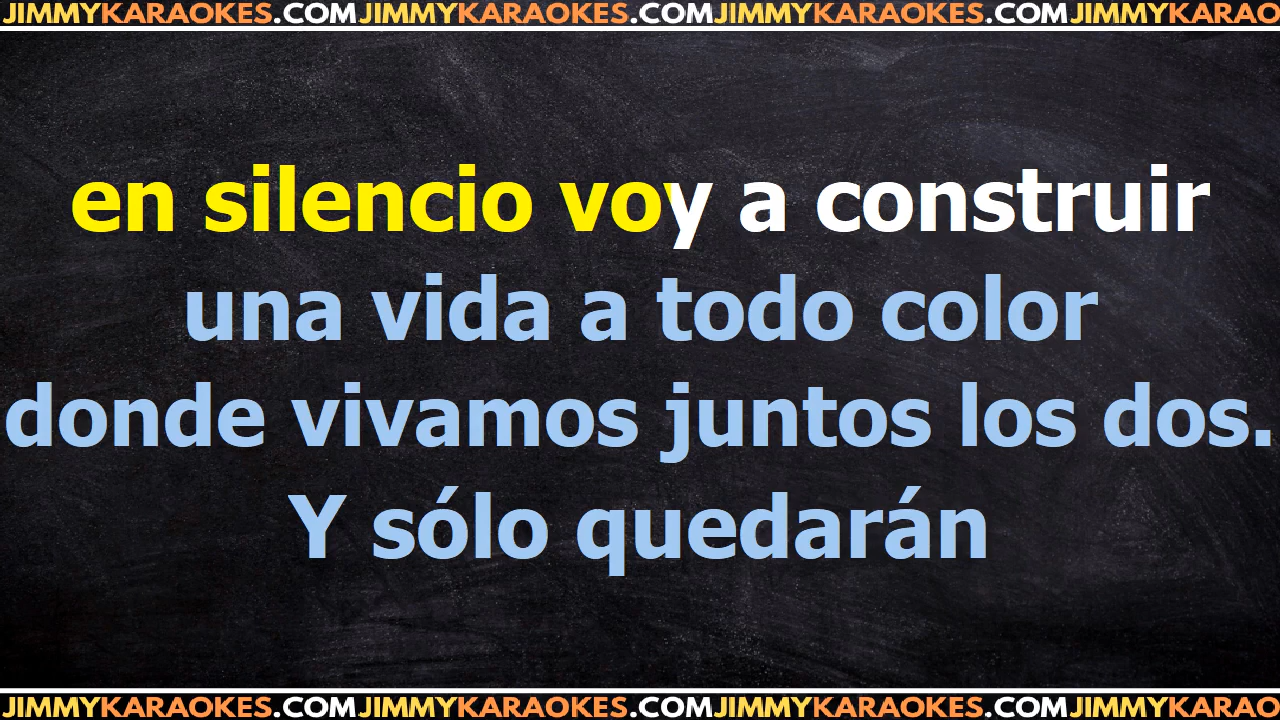 JIMMYKARAOKES.COMJIMMYKARAOKES.COMJIMMYKARAOKES.COMJIMMYKARAO
en silencio voy a construir
una vida a todo color
donde vivamos juntos los dos.
Y sólo quedarán
JIMMYKARAOKES.COMJIMMYKARAOKES.COMJIMMYKARAOKES.COMJIMMYKARAO